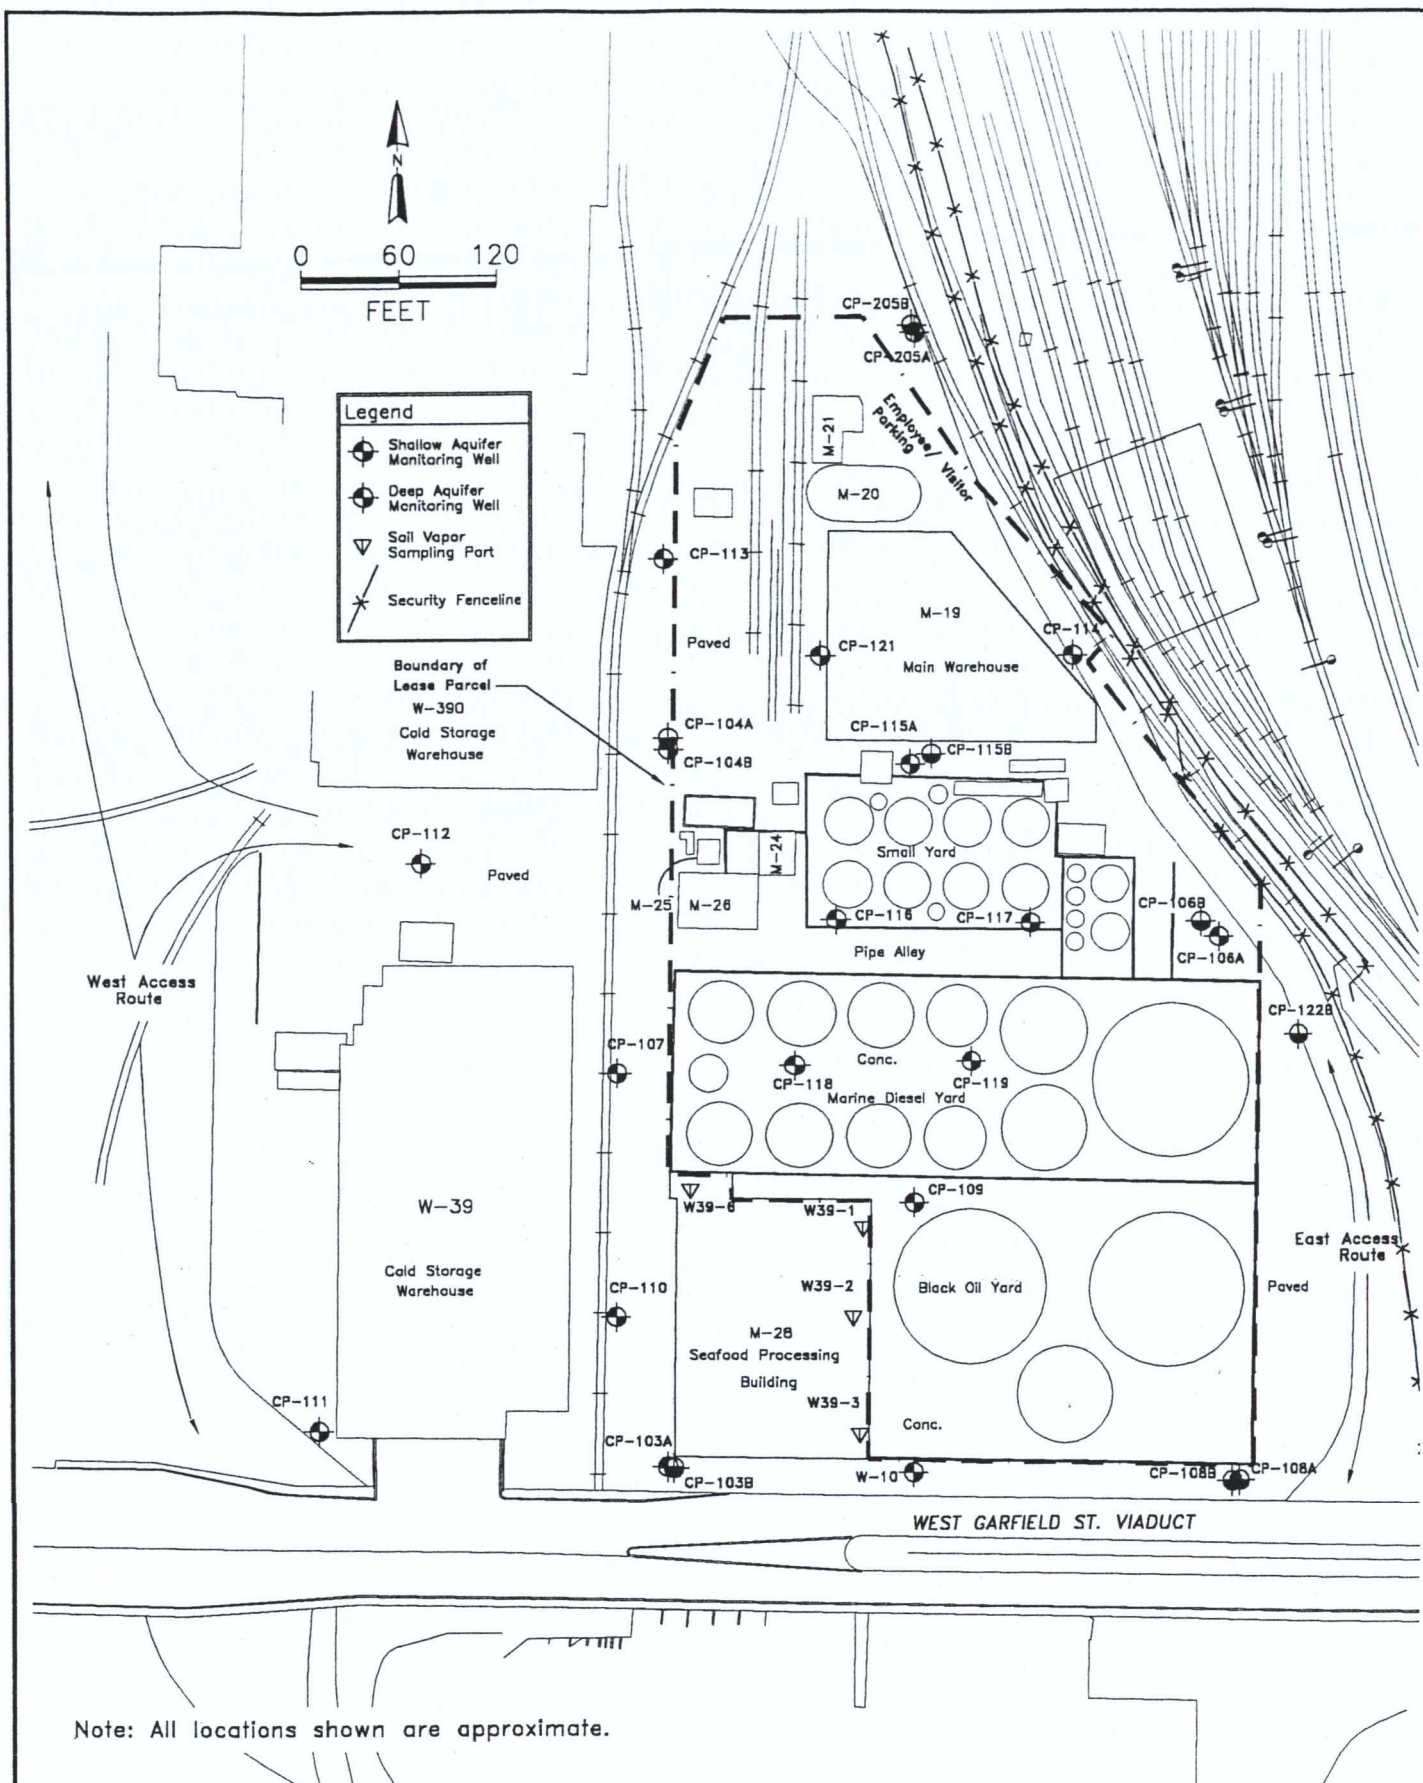 N
0 60 120
FEET
Legend
Shallow Aquifer
Monitoring Well
Deep Aquifer
Monitoring Well
Soil Vapor
Sampling Port
Security Fenceline
CP-205B
CP-205A
Employee/ Visitor
Parking
M-21
M-20
CP-113
M-19
Paved
CP-121
CP-114
Main Warehouse
Boundary of
Lease Parcel
W-390
Cold Storage
Warehouse
CP-104A
CP-104B
CP-115A
CP-115B
CP-112
Paved
Small Yard
M-24
M-25
M-26
CP-116
CP-117
CP-106B
CP-106A
Pipe Alley
West Access
Route
CP-122B
CP-107
Conc.
CP-118
CP-119
Marine Diesel Yard
W-39
W39-6
W39-1
CP-109
East Access
Route
Cold Storage
Warehouse
W39-2
Black Oil Yard
Paved
CP-110
M-28
Seafood Processing
Building
CP-111
W39-3
Conc.
CP-103A
CP-103B
W-10
CP-108B
CP-108A
WEST GARFIELD ST. VIADUCT
Note: All locations shown are approximate.